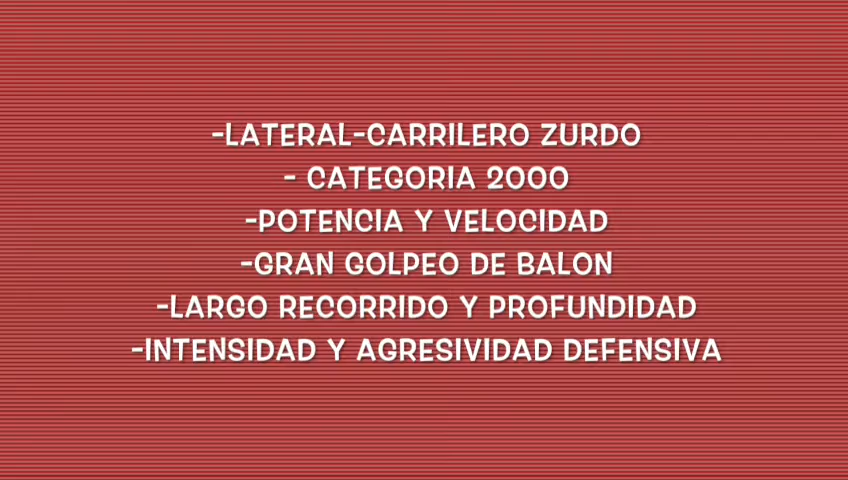 -LATERAL-CARRILERO ZURDO
- CATEGORIA 2000
-POTENCIA Y VELOCIDAD
-GRAN GOLPEO DE BALON
-LARGO RECORRIDO Y PROFUNDIDAD
-INTENSIDAD Y AGRESIVIDAD DEFENSIVA